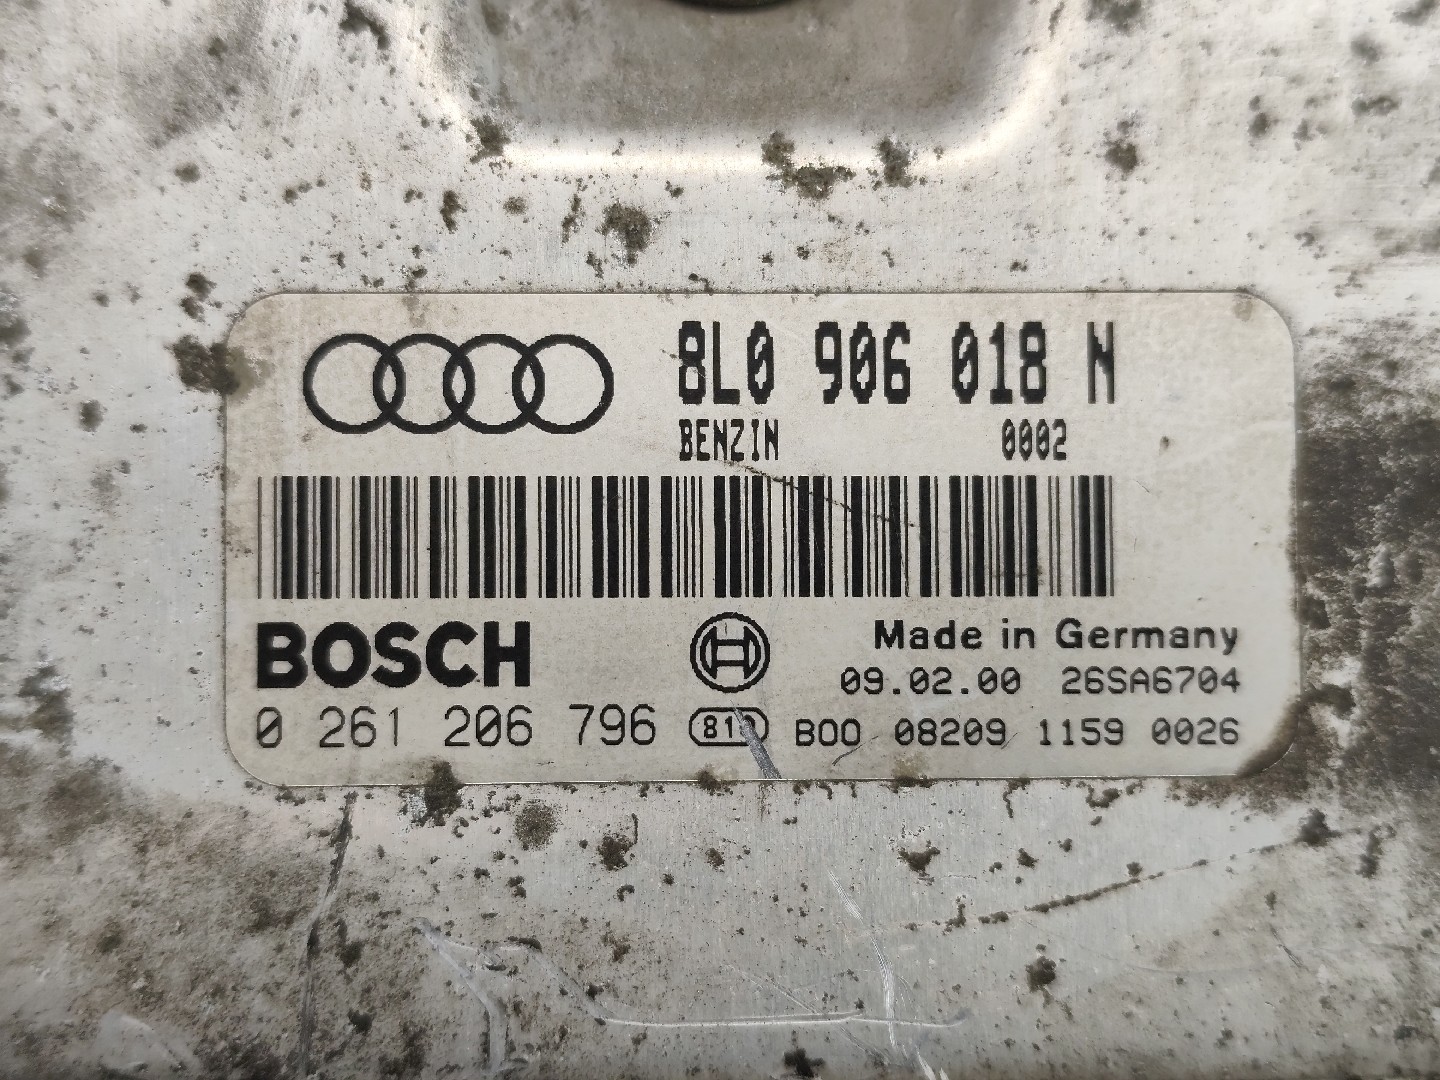 8L0 906 018 N
BENZIN 0002
BOSCH
Made in Germany
09.02.00 26SA6704
0 261 206 796 810 B00 08209 1159 0026